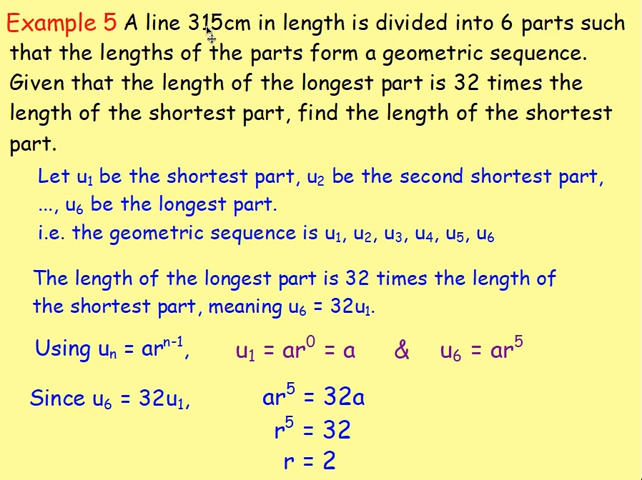 Example 5 A line 315cm in length is divided into 6 parts such
that the lengths of the parts form a geometric sequence.
Given that the length of the longest part is 32 times the
length of the shortest part, find the length of the shortest
part.
Let u₁ be the shortest part, u₂ be the second shortest part,
..., u₆ be the longest part.
i.e. the geometric sequence is u₁, u₂, u₃, u₄, u₅, u₆
The length of the longest part is 32 times the length of
the shortest part, meaning u₆ = 32u₁.
Using uₙ = arⁿ⁻¹, u₁ = ar⁰ = a & u₆ = ar⁵
Since u₆ = 32u₁, ar⁵ = 32a
r⁵ = 32
r = 2